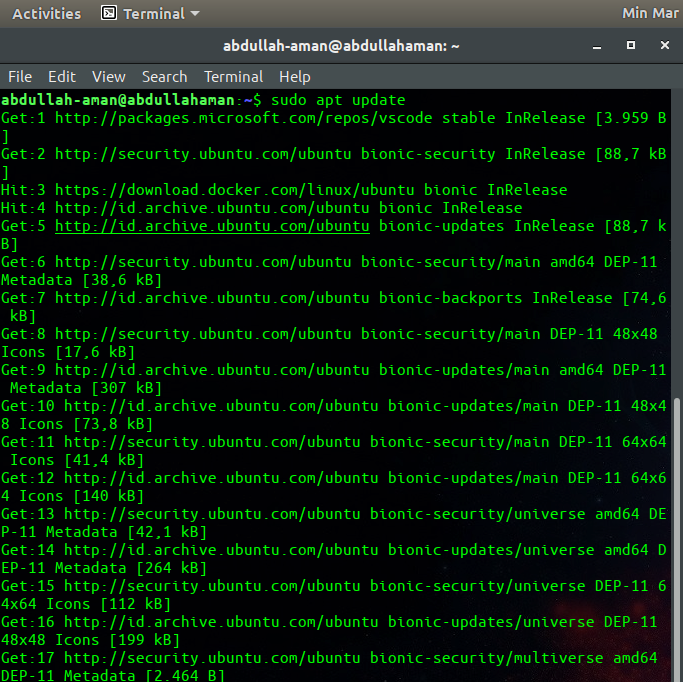 Activities Terminal Min Mar
abdullah-aman@abdullahaman: ~
File Edit View Search Terminal Help
abdullah-aman@abdullahaman:~$ sudo apt update
Get:1 http://packages.microsoft.com/repos/vscode stable InRelease [3.959 B
]
Get:2 http://security.ubuntu.com/ubuntu bionic-security InRelease [88,7 kB
]
Hit:3 https://download.docker.com/linux/ubuntu bionic InRelease
Hit:4 http://id.archive.ubuntu.com/ubuntu bionic InRelease
Get:5 http://id.archive.ubuntu.com/ubuntu bionic-updates InRelease [88,7 k
B]
Get:6 http://security.ubuntu.com/ubuntu bionic-security/main amd64 DEP-11
Metadata [38,6 kB]
Get:7 http://id.archive.ubuntu.com/ubuntu bionic-backports InRelease [74,6
 kB]
Get:8 http://security.ubuntu.com/ubuntu bionic-security/main DEP-11 48x48
Icons [17,6 kB]
Get:9 http://id.archive.ubuntu.com/ubuntu bionic-updates/main amd64 DEP-11
 Metadata [307 kB]
Get:10 http://id.archive.ubuntu.com/ubuntu bionic-updates/main DEP-11 48x4
8 Icons [73,8 kB]
Get:11 http://security.ubuntu.com/ubuntu bionic-security/main DEP-11 64x64
 Icons [41,4 kB]
Get:12 http://id.archive.ubuntu.com/ubuntu bionic-updates/main DEP-11 64x6
4 Icons [140 kB]
Get:13 http://security.ubuntu.com/ubuntu bionic-security/universe amd64 DE
P-11 Metadata [42,1 kB]
Get:14 http://id.archive.ubuntu.com/ubuntu bionic-updates/universe amd64 D
EP-11 Metadata [264 kB]
Get:15 http://security.ubuntu.com/ubuntu bionic-security/universe DEP-11 6
4x64 Icons [112 kB]
Get:16 http://id.archive.ubuntu.com/ubuntu bionic-updates/universe DEP-11
48x48 Icons [199 kB]
Get:17 http://security.ubuntu.com/ubuntu bionic-security/multiverse amd64
DEP-11 Metadata [2.464 B]